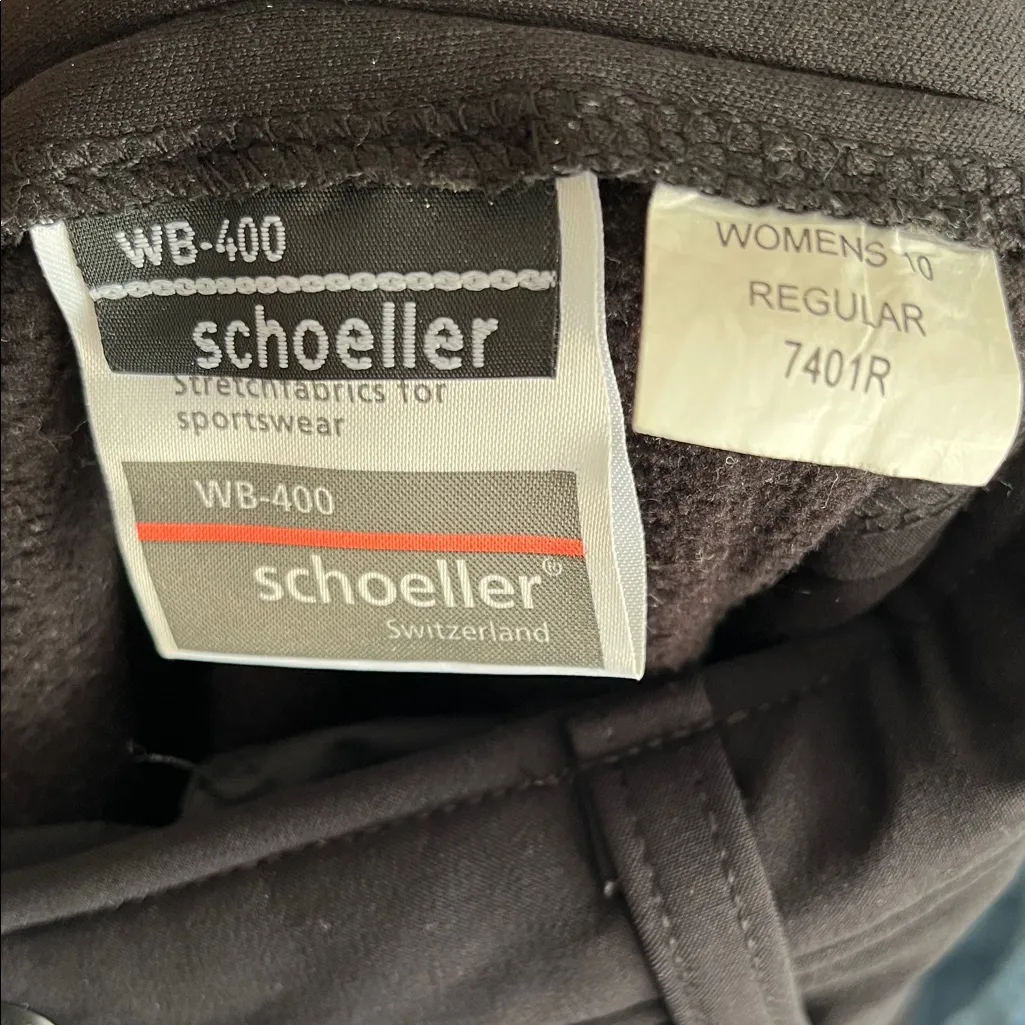 WB-400
schoeller
Stretchfabrics for
sportswear
WB-400
schoeller®
Switzerland
WOMENS 10
REGULAR
7401R